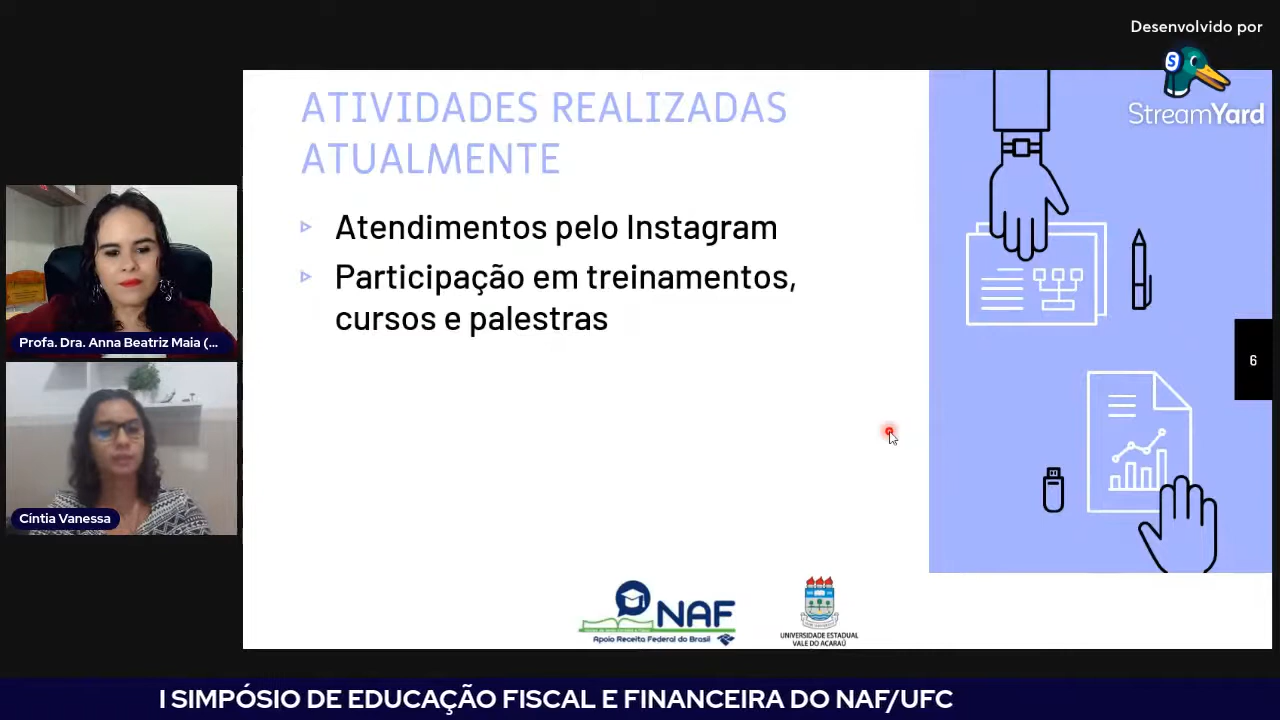 Desenvolvido por
StreamYard
ATIVIDADES REALIZADAS
ATUALMENTE
Atendimentos pelo Instagram
Participação em treinamentos,
cursos e palestras
6
Profa. Dra. Anna Beatriz Maia (...
Cíntia Vanessa
NAF
Apoio Receita Federal do Brasil
UNIVERSIDADE ESTADUAL
VALE DO ACARAÚ
I SIMPÓSIO DE EDUCAÇÃO FISCAL E FINANCEIRA DO NAF/UFC